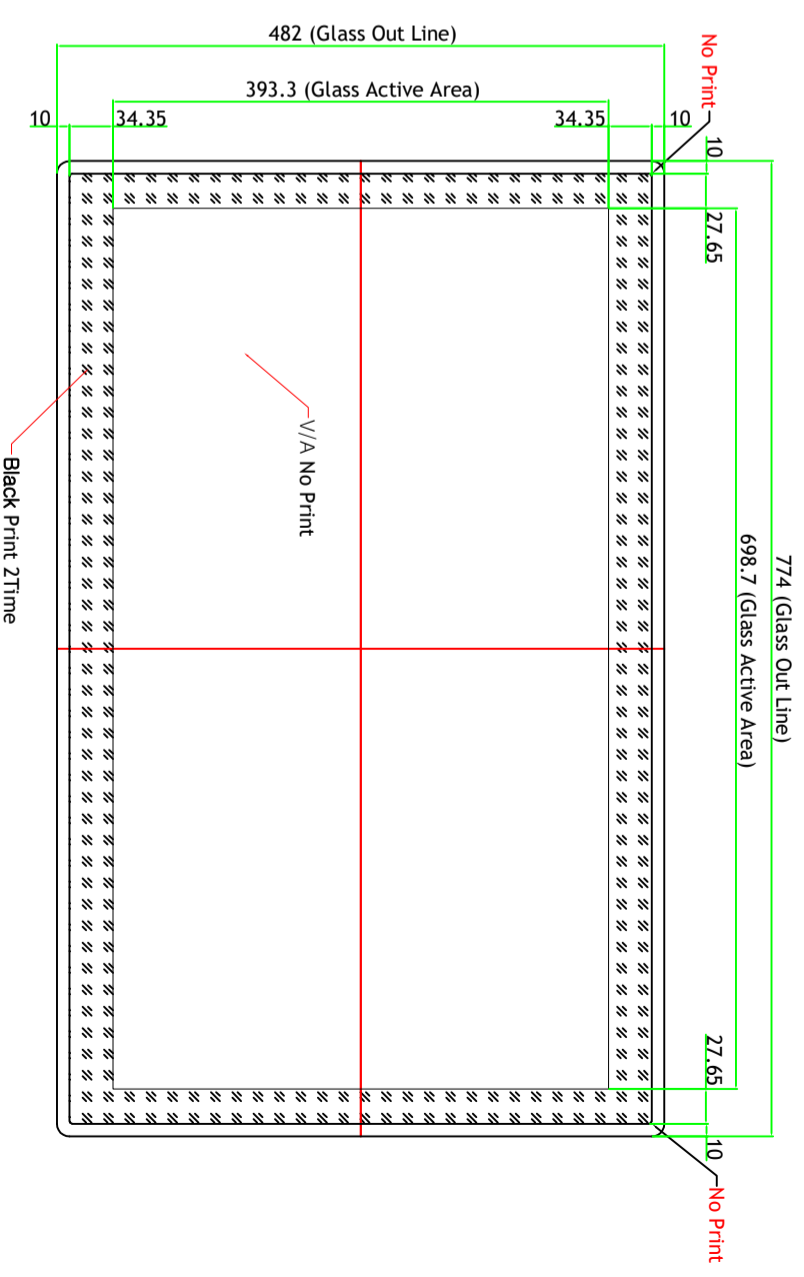 482 (Glass Out Line)
No Print
393.3 (Glass Active Area)
10
34.35
34.35
10
10
27.65
V/A No Print
Black Print 2Time
698.7 (Glass Active Area)
774 (Glass Out Line)
27.65
10
No Print